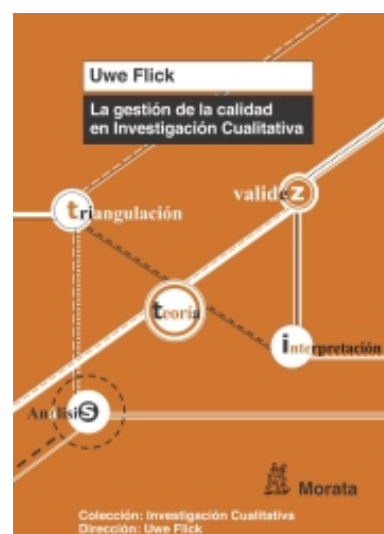 Uwe Flick
La gestión de la calidad
en Investigación Cualitativa
validez
triangulación
teoría
interpretación
Análisis
Morata
Colección: Investigación Cualitativa
Dirección: Uwe Flick